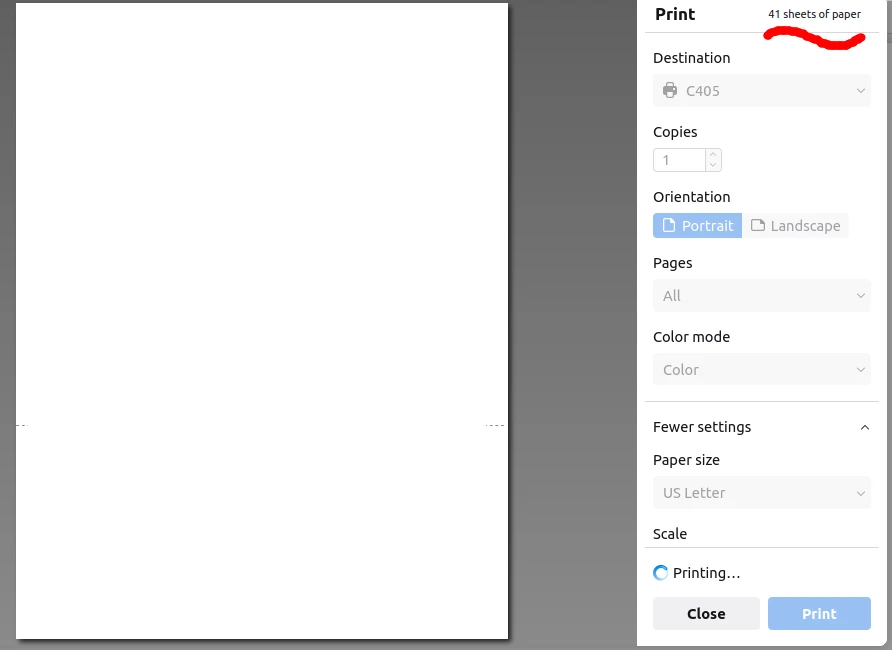 Print
41 sheets of paper
Destination
C405
Copies
1
Orientation
Portrait
Landscape
Pages
All
Color mode
Color
Fewer settings
Paper size
US Letter
Scale
Printing…
Close
Print